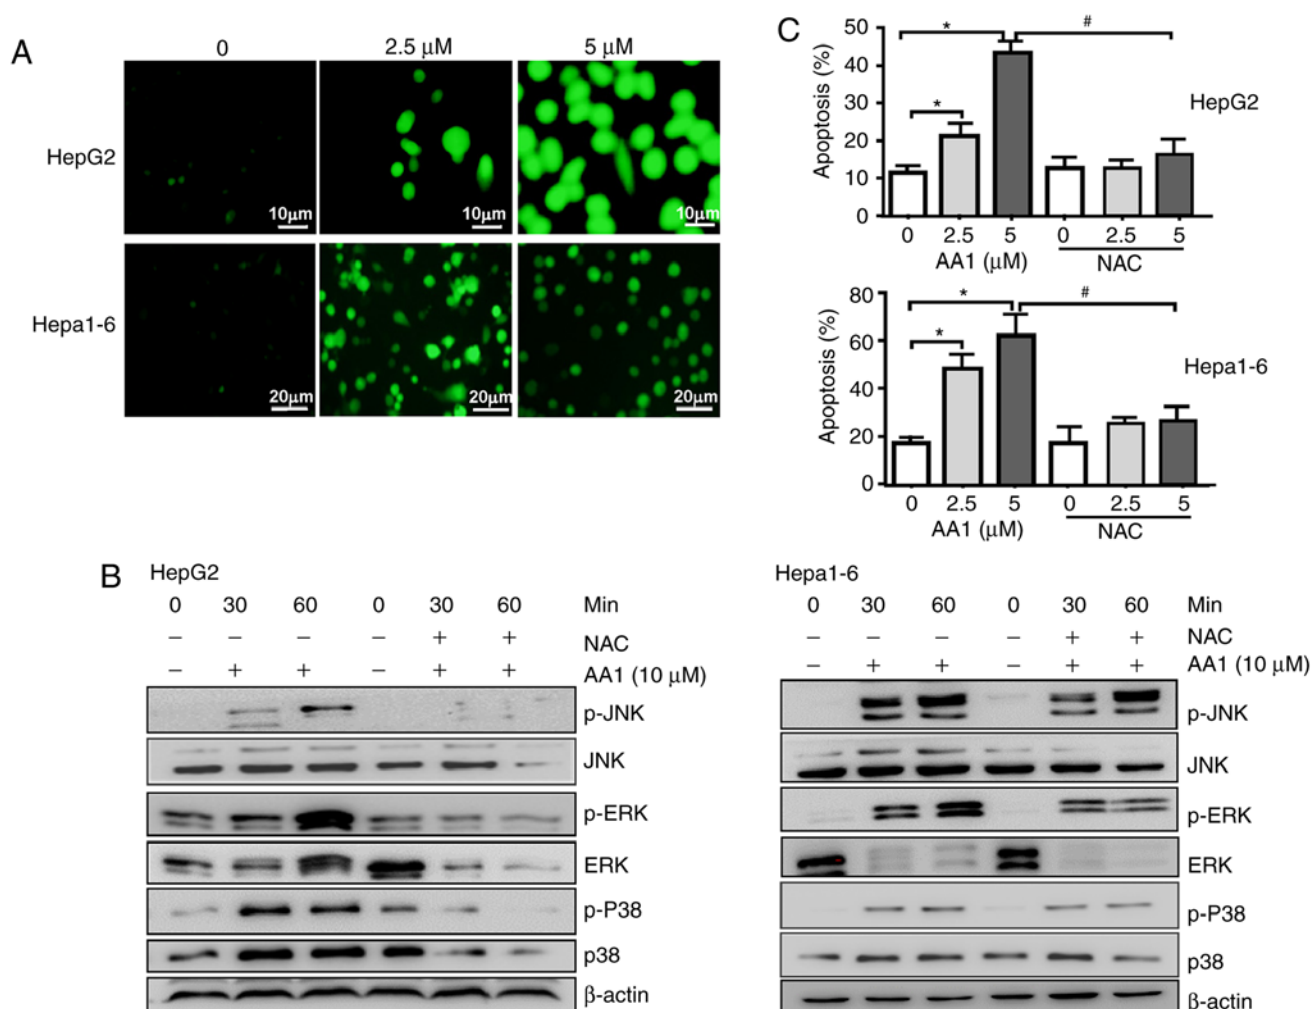 A
0 2.5 μM 5 μM
HepG2
10μm 10μm 10μm
Hepa1-6
20μm 20μm 20μm
C
Apoptosis (%)
50
40
30
20
10
0
* * #
HepG2
0 2.5 5 0 2.5 5
AA1 (μM) NAC
Apoptosis (%)
80
60
40
20
0
* * #
Hepa1-6
0 2.5 5 0 2.5 5
AA1 (μM) NAC
B HepG2
0 30 60 0 30 60 Min
− − − − + + NAC
− + + − + + AA1 (10 μM)
p-JNK
JNK
p-ERK
ERK
p-P38
p38
β-actin
Hepa1-6
0 30 60 0 30 60 Min
− − − − + + NAC
− + + − + + AA1 (10 μM)
p-JNK
JNK
p-ERK
ERK
p-P38
p38
β-actin